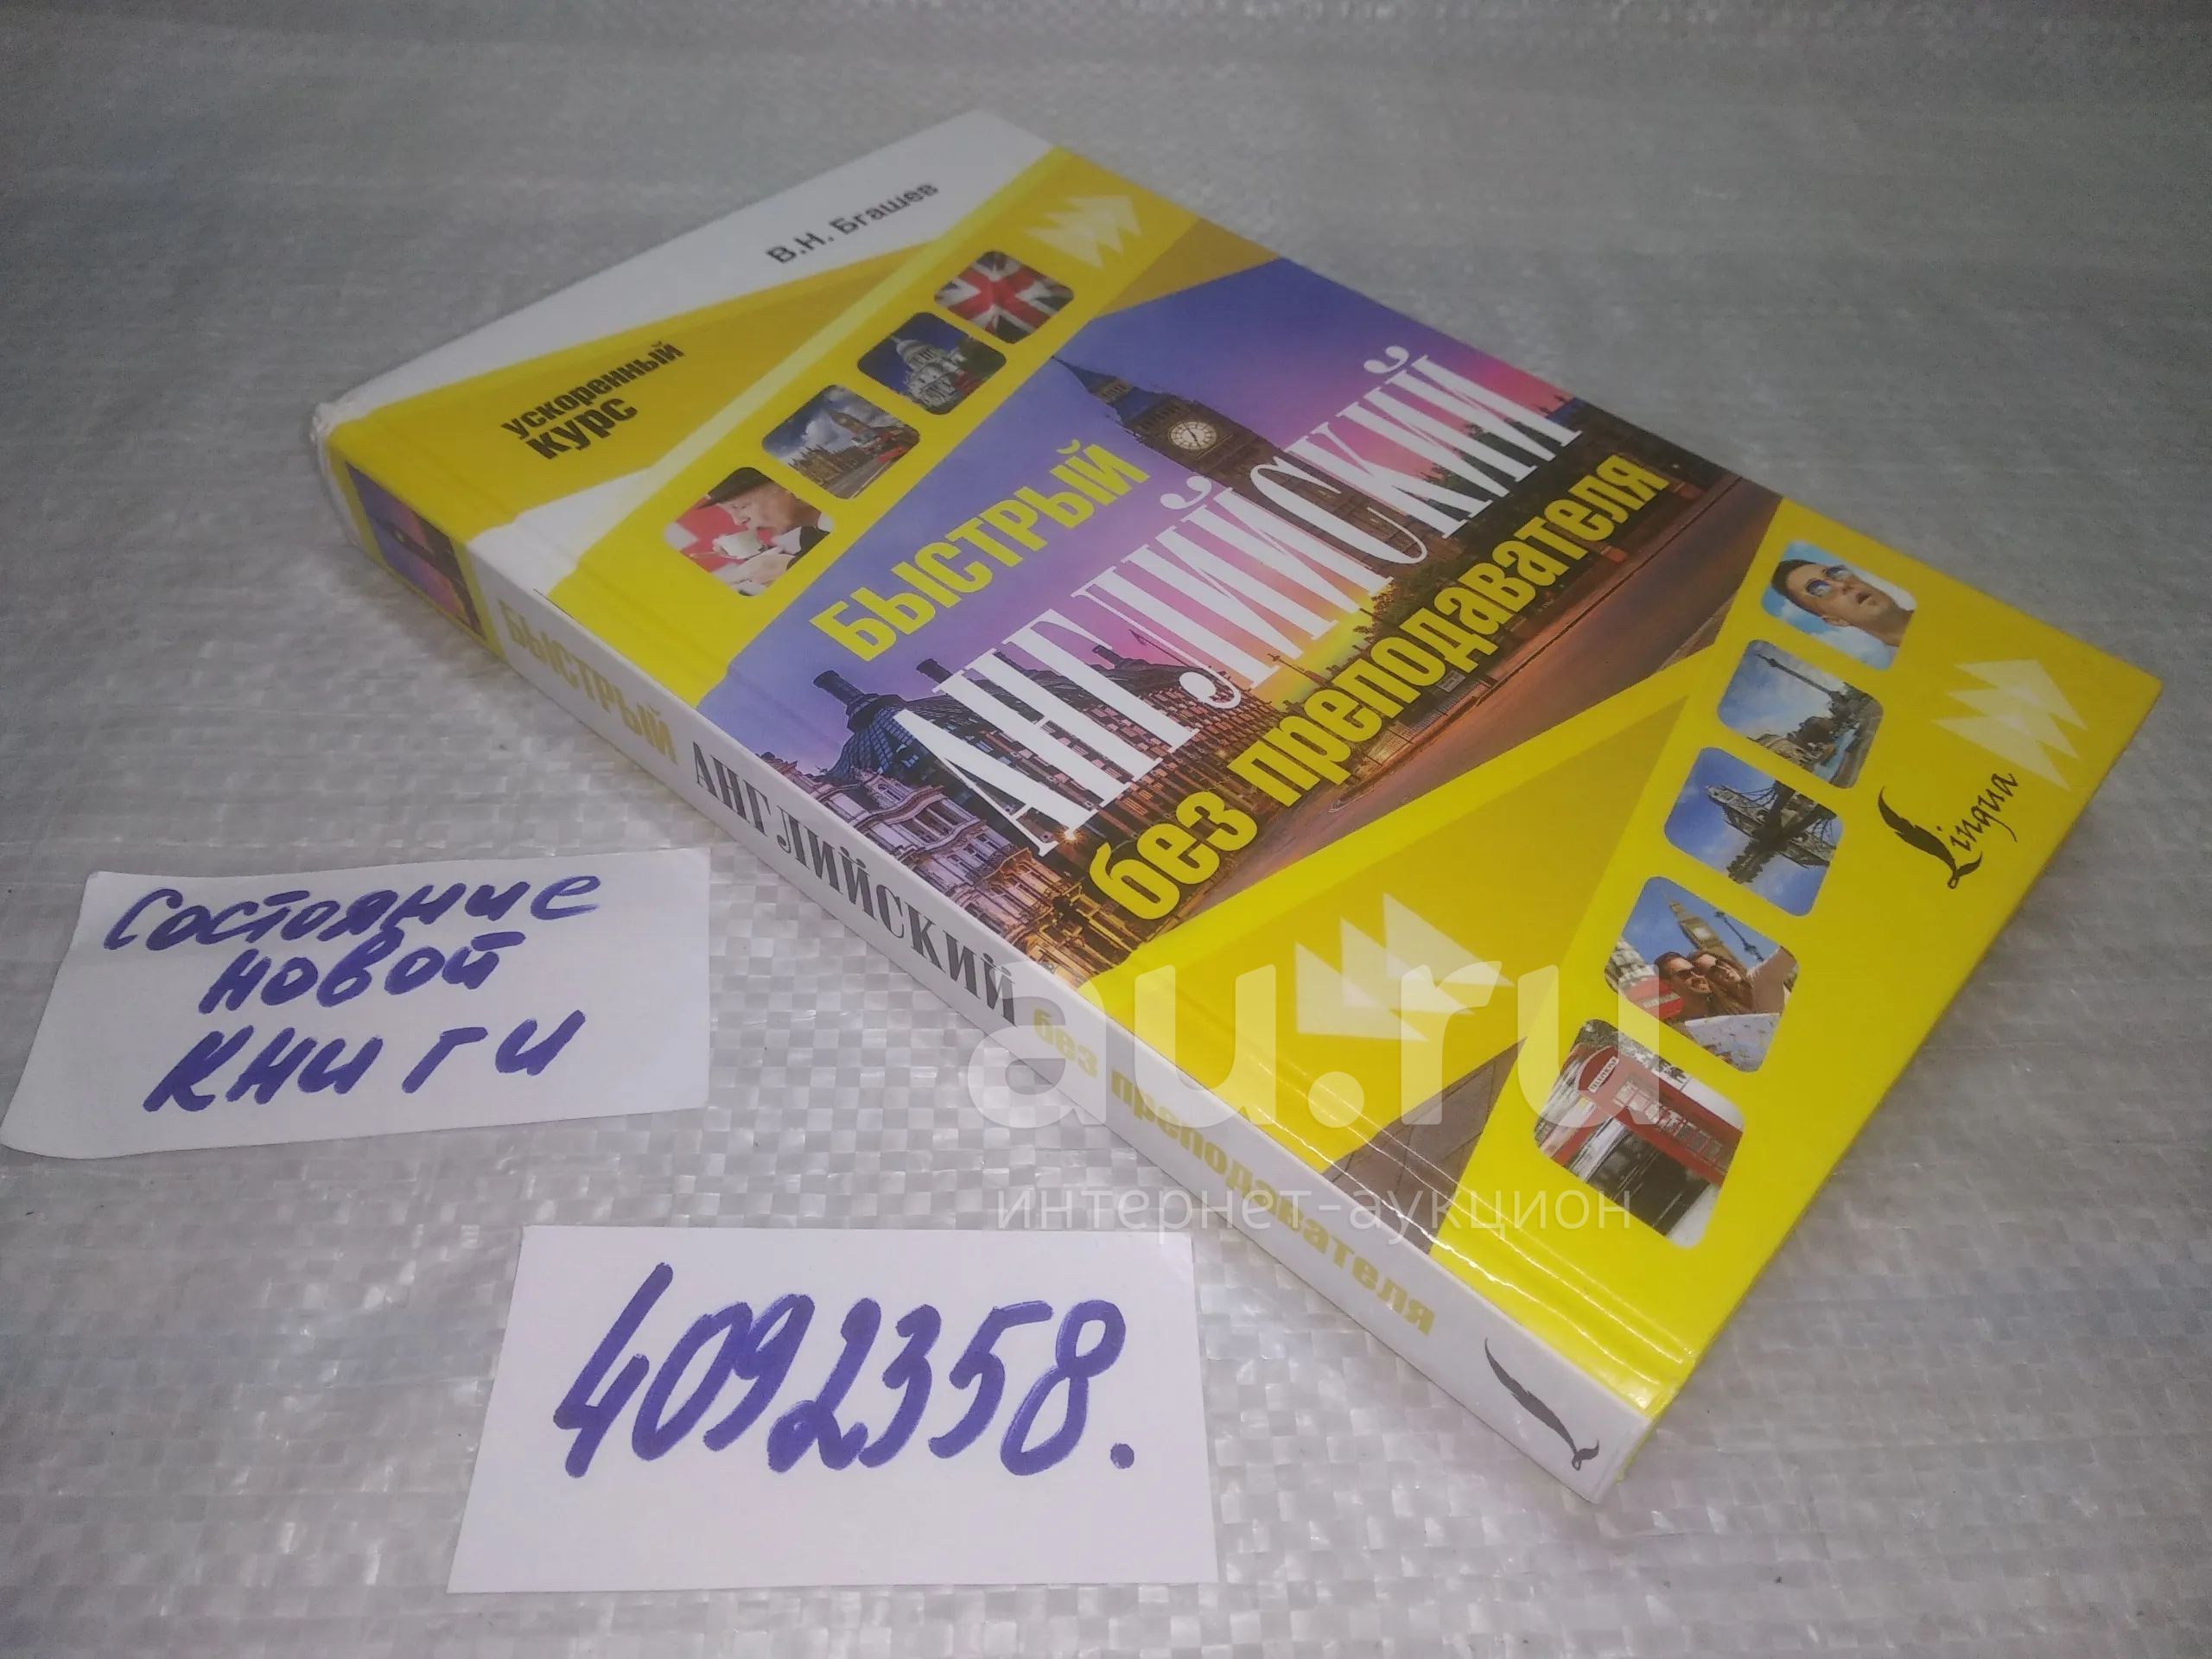 В.Н. Бгашев
ускоренный
курс
БЫСТРЫЙ
АНГЛИЙСКИЙ
без преподавателя
Lingua
БЫСТРЫЙ АНГЛИЙСКИЙ без преподавателя
Состояние
новой
книги
4092358.
au.ru
интернет-аукцион